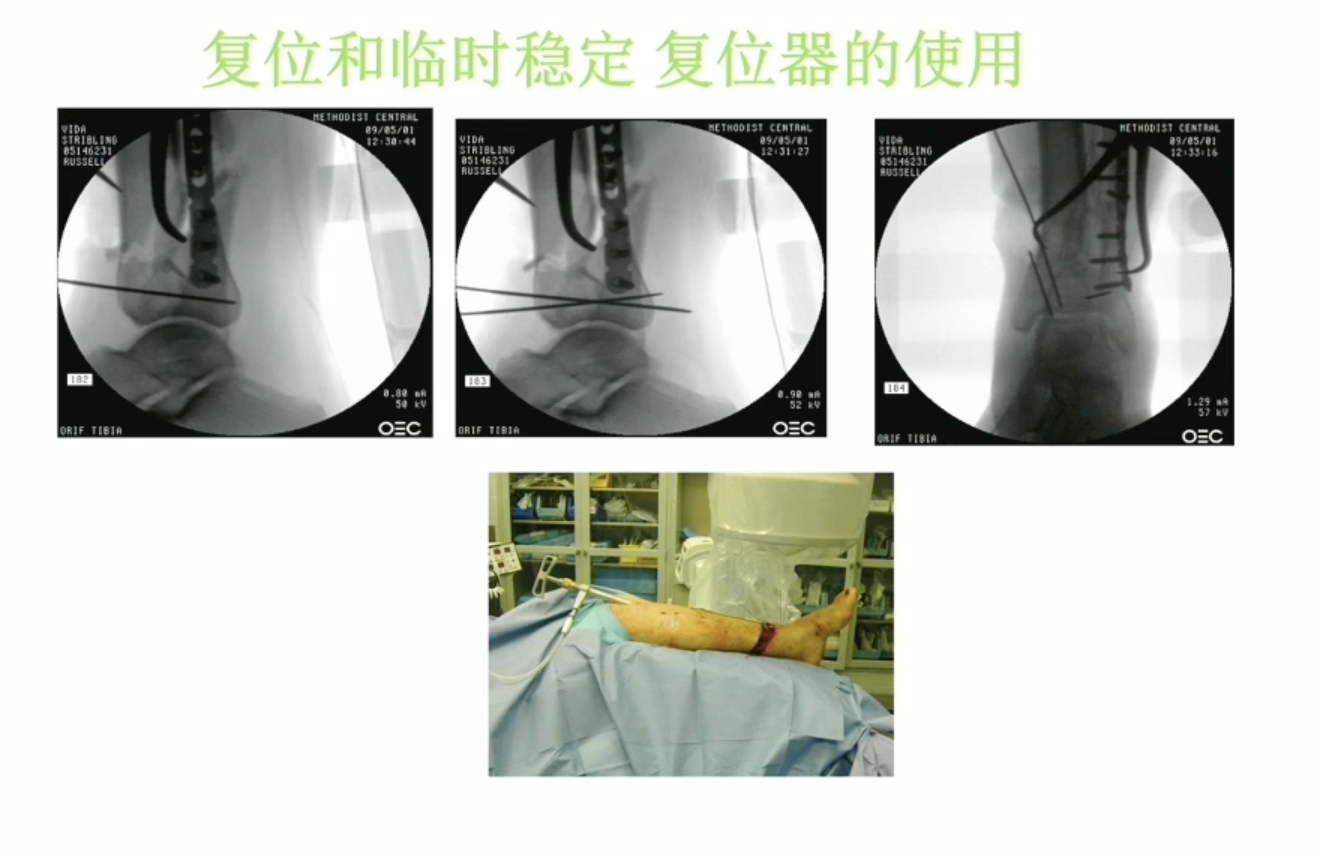 复位和临时稳定 复位器的使用
METHODIST CENTRAL
VIDA
09/05/01
STRIBLING
12:30:44
05146231
RUSSELL
182
0.80 mA
50 kV
ORIF TIBIA
OEC
METHODIST CENTRAL
VIDA
09/05/01
STRIBLING
12:31:27
05146231
RUSSELL
183
0.90 mA
52 kV
ORIF TIBIA
OEC
METHODIST CENTRAL
VIDA
09/05/01
STRIBLING
12:33:16
05146231
RUSSELL
184
1.29 mA
57 kV
ORIF TIBIA
OEC